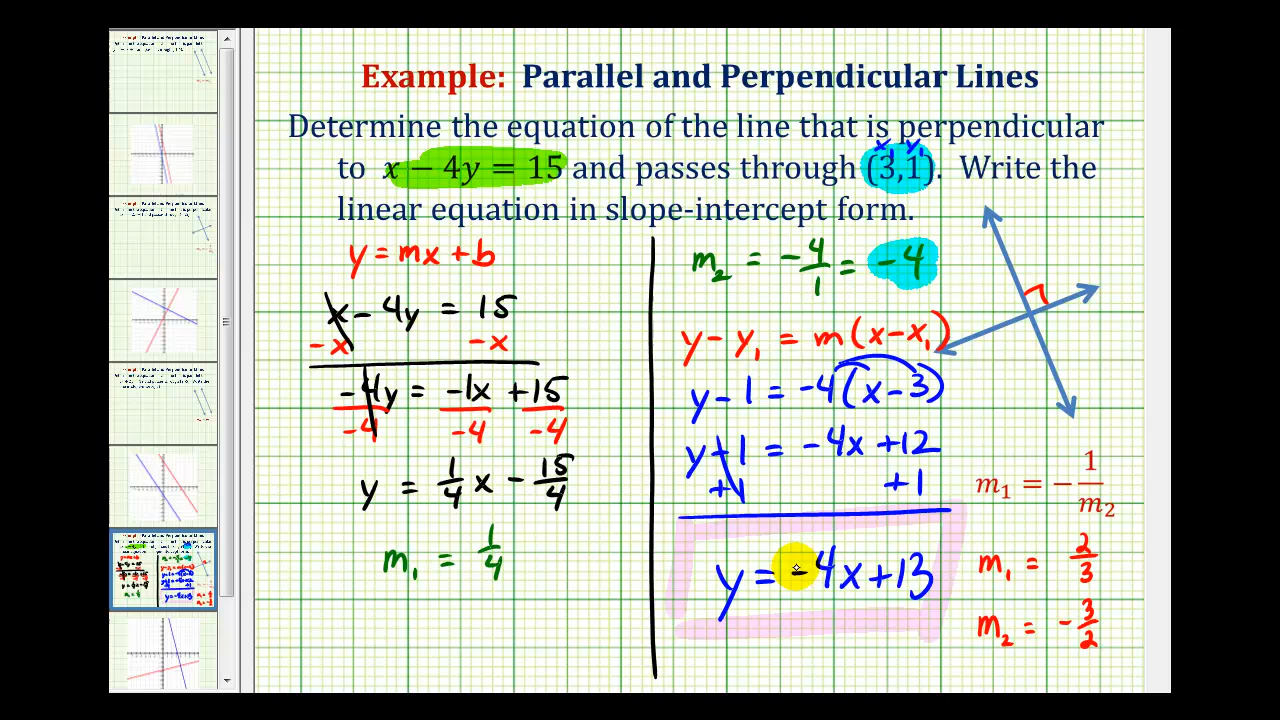 Example: Parallel and Perpendicular Lines
Determine the equation of the line that is perpendicular
to x − 4y = 15 and passes through (3,1). Write the
linear equation in slope-intercept form.
x₁ y₁
y = mx + b
x − 4y = 15
−x −x
−4y = −1x + 15
−4 −4 −4
y = 1/4 x − 15/4
m₁ = 1/4
m₂ = −4/1 = −4
y − y₁ = m(x − x₁)
y − 1 = −4(x − 3)
y − 1 = −4x + 12
+1 +1
y = −4x + 13
m₁ = − 1/m₂
m₁ = 2/3
m₂ = −3/2